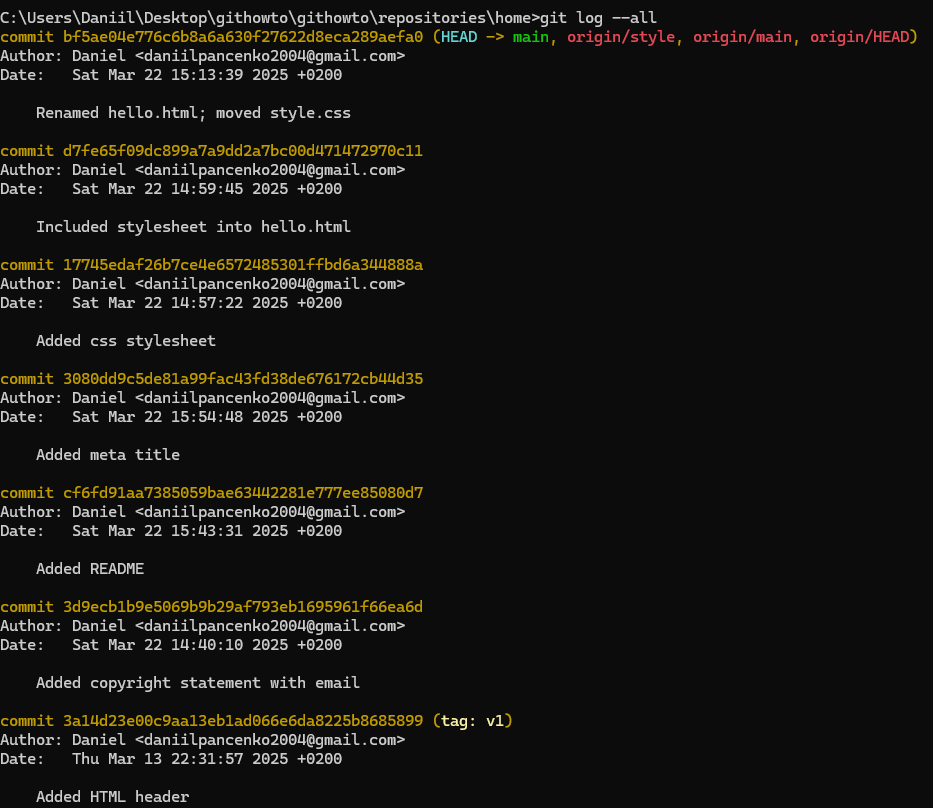 C:\Users\Daniil\Desktop\githowto\githowto\repositories\home>git log --all
commit bf5ae04e776c6b8a6a630f27622d8eca289aefa0 (HEAD -> main, origin/style, origin/main, origin/HEAD)
Author: Daniel <daniilpancenko2004@gmail.com>
Date:   Sat Mar 22 15:13:39 2025 +0200
Renamed hello.html; moved style.css
commit d7fe65f09dc899a7a9dd2a7bc00d471472970c11
Author: Daniel <daniilpancenko2004@gmail.com>
Date:   Sat Mar 22 14:59:45 2025 +0200
Included stylesheet into hello.html
commit 17745edaf26b7ce4e6572485301ffbd6a344888a
Author: Daniel <daniilpancenko2004@gmail.com>
Date:   Sat Mar 22 14:57:22 2025 +0200
Added css stylesheet
commit 3080dd9c5de81a99fac43fd38de676172cb44d35
Author: Daniel <daniilpancenko2004@gmail.com>
Date:   Sat Mar 22 15:54:48 2025 +0200
Added meta title
commit cf6fd91aa7385059bae63442281e777ee85080d7
Author: Daniel <daniilpancenko2004@gmail.com>
Date:   Sat Mar 22 15:43:31 2025 +0200
Added README
commit 3d9ecb1b9e5069b9b29af793eb1695961f66ea6d
Author: Daniel <daniilpancenko2004@gmail.com>
Date:   Sat Mar 22 14:40:10 2025 +0200
Added copyright statement with email
commit 3a14d23e00c9aa13eb1ad066e6da8225b8685899 (tag: v1)
Author: Daniel <daniilpancenko2004@gmail.com>
Date:   Thu Mar 13 22:31:57 2025 +0200
Added HTML header